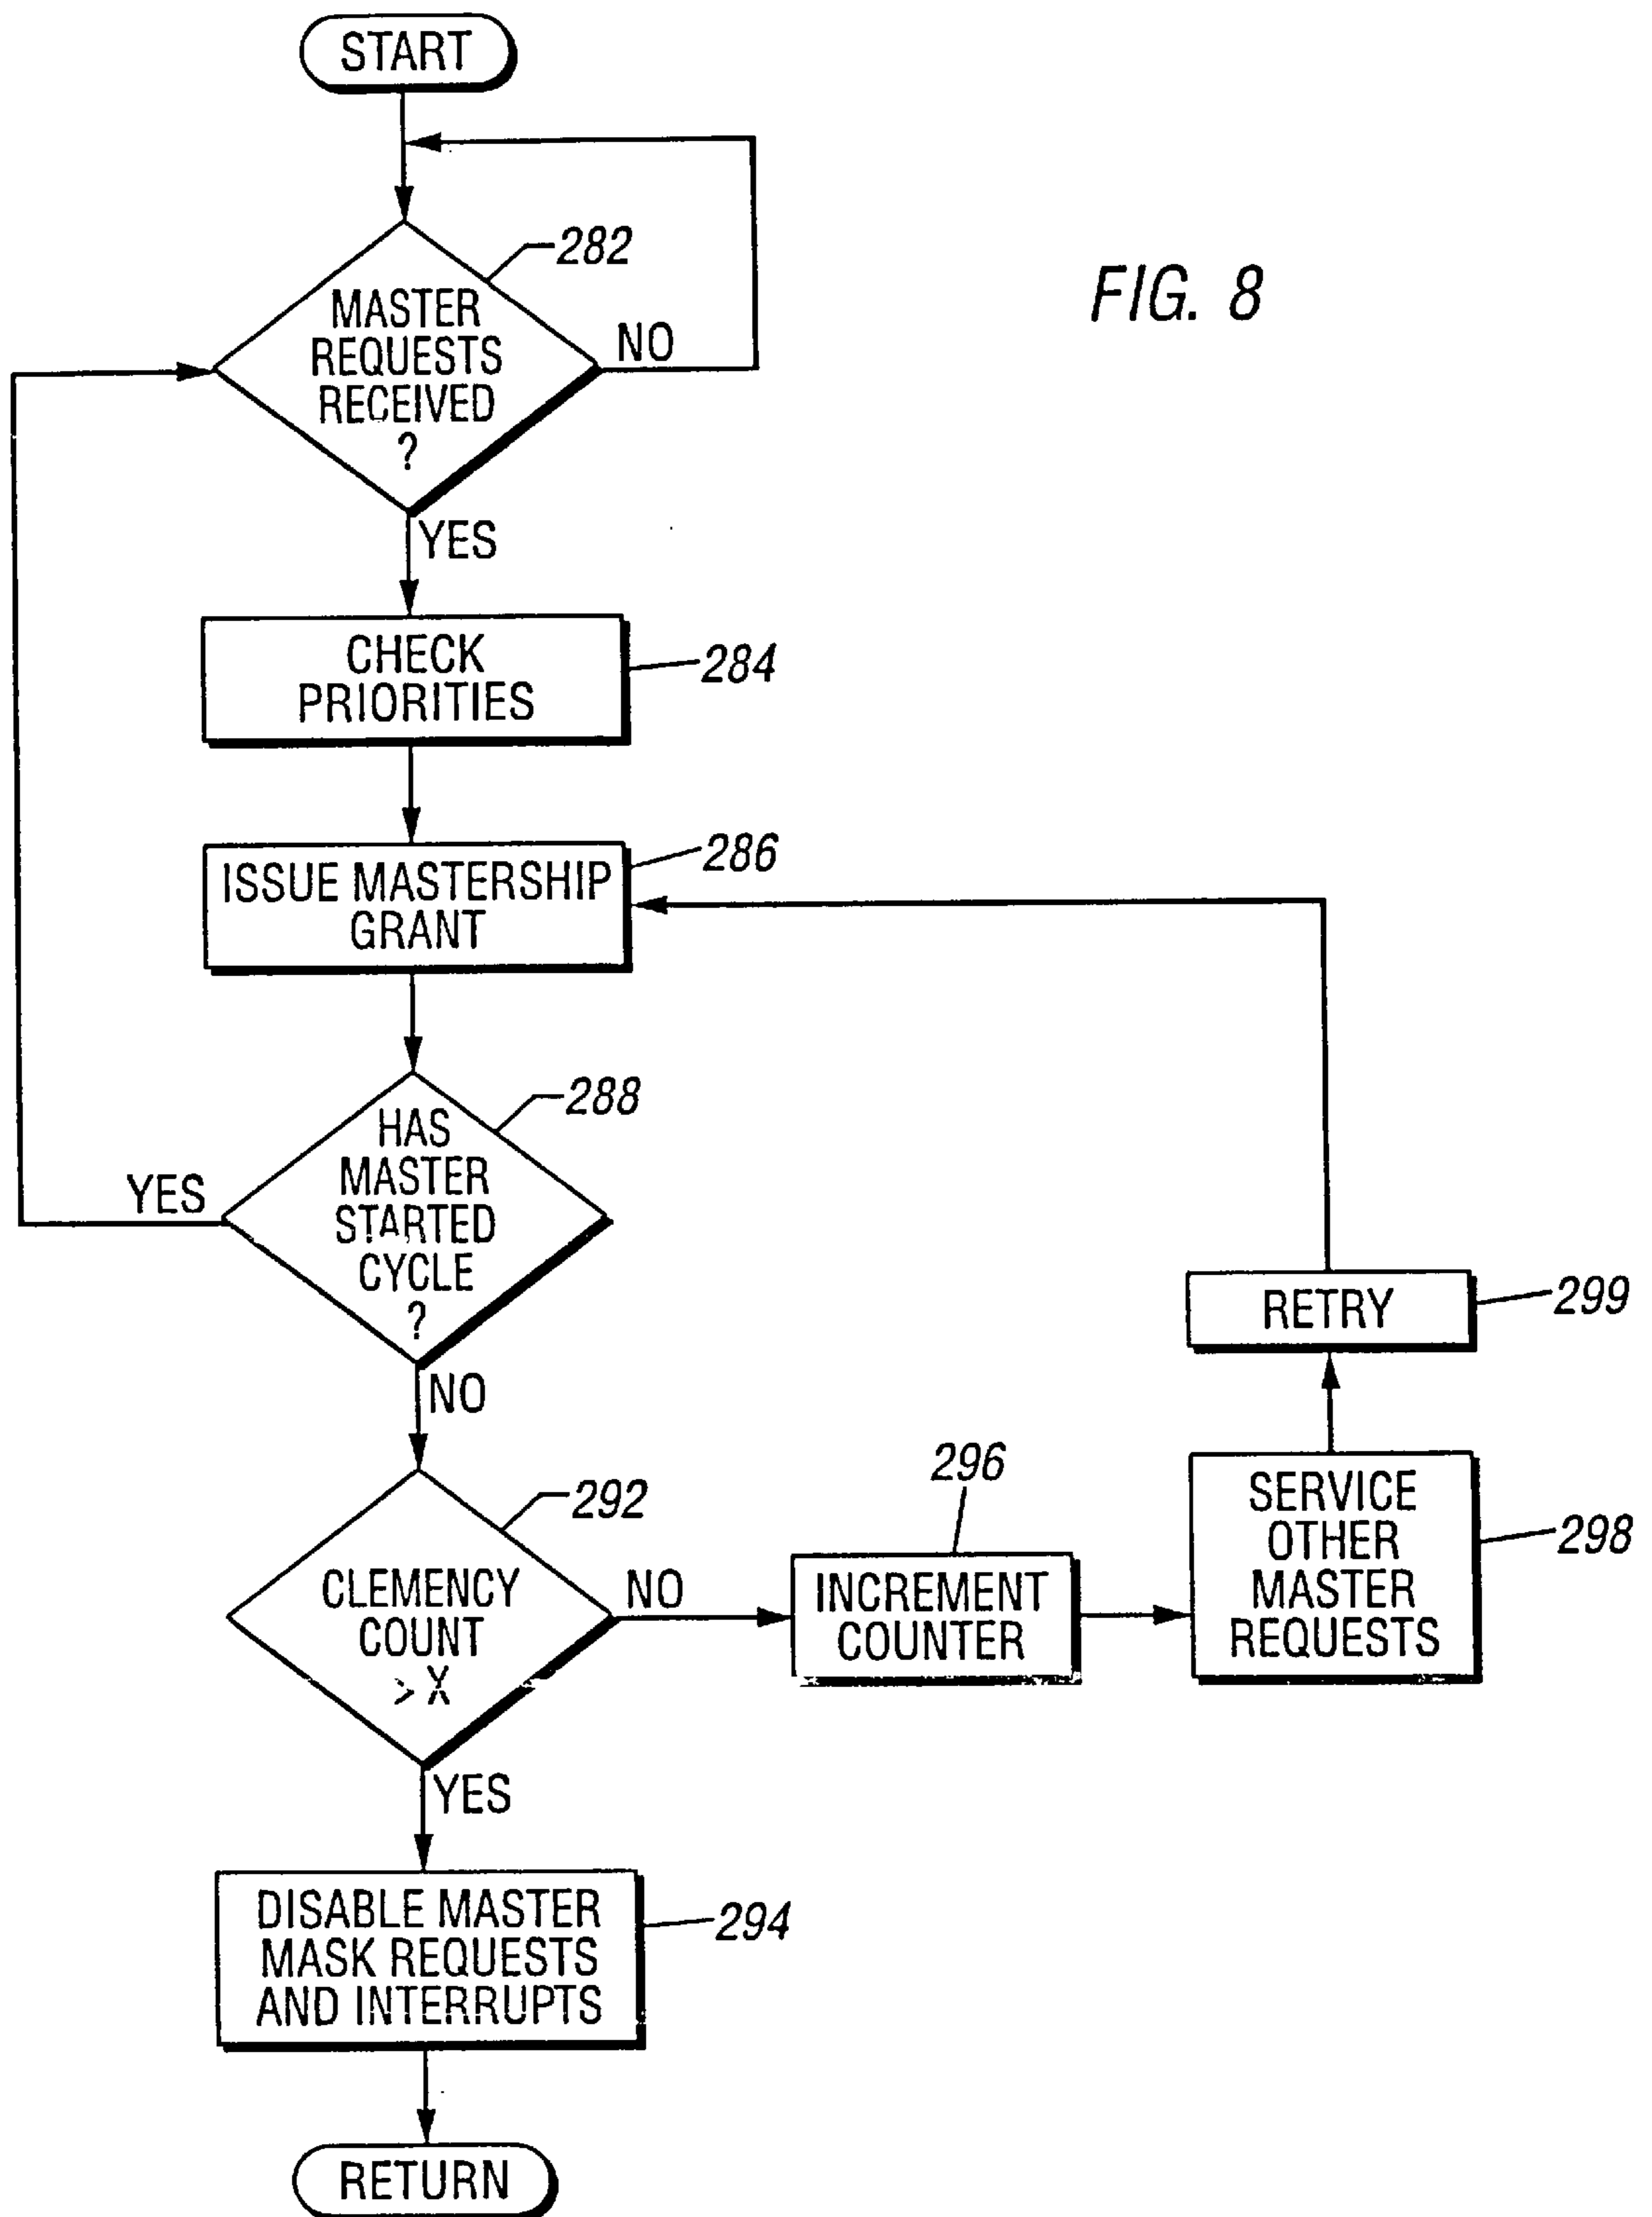 START
282
FIG. 8
MASTER
REQUESTS
RECEIVED
?
NO
YES
CHECK
PRIORITIES
284
ISSUE MASTERSHIP
GRANT
286
288
HAS
MASTER
STARTED
CYCLE
?
YES
NO
RETRY
299
292
CLEMENCY
COUNT
> X
NO
YES
296
INCREMENT
COUNTER
SERVICE
OTHER
MASTER
REQUESTS
298
DISABLE MASTER
MASK REQUESTS
AND INTERRUPTS
294
RETURN